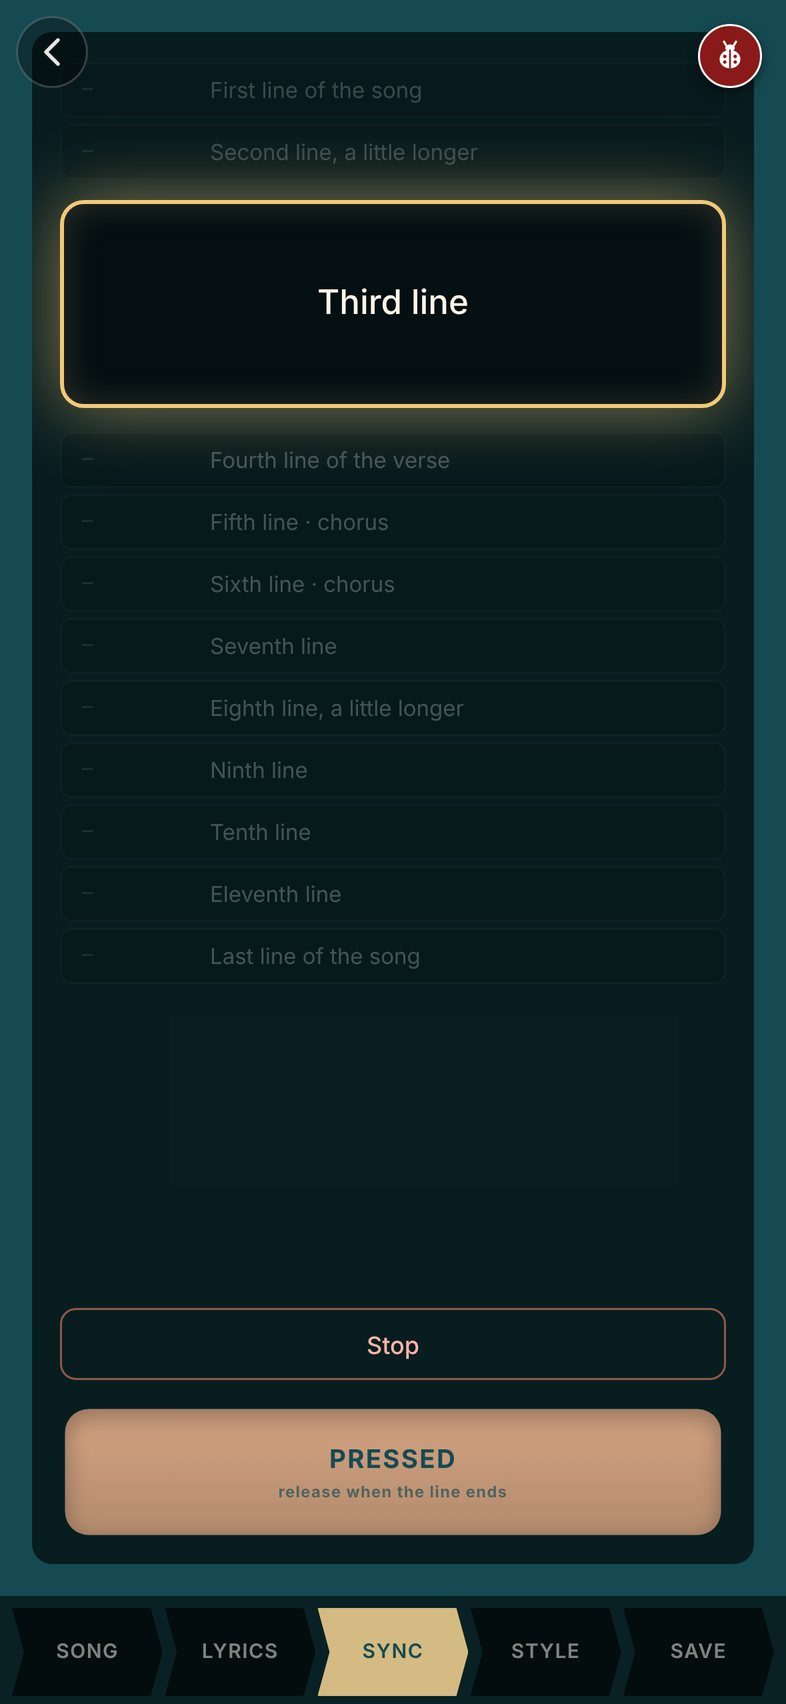 – First line of the song
– Second line, a little longer
Third line
– Fourth line of the verse
– Fifth line · chorus
– Sixth line · chorus
– Seventh line
– Eighth line, a little longer
– Ninth line
– Tenth line
– Eleventh line
– Last line of the song
Stop
PRESSED
release when the line ends
SONG LYRICS SYNC STYLE SAVE